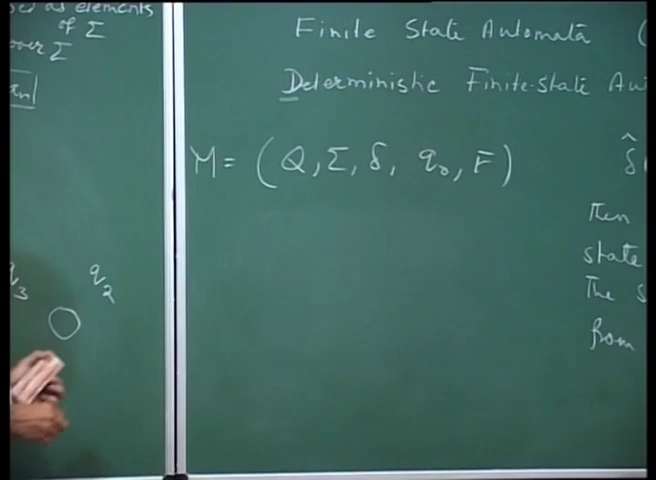 as elements
of Σ
over Σ
q3 q2
Finite State Automata (
Deterministic Finite-State Au
M = (Q, Σ, δ, q0, F)
δ̂
Then
state
The s
from